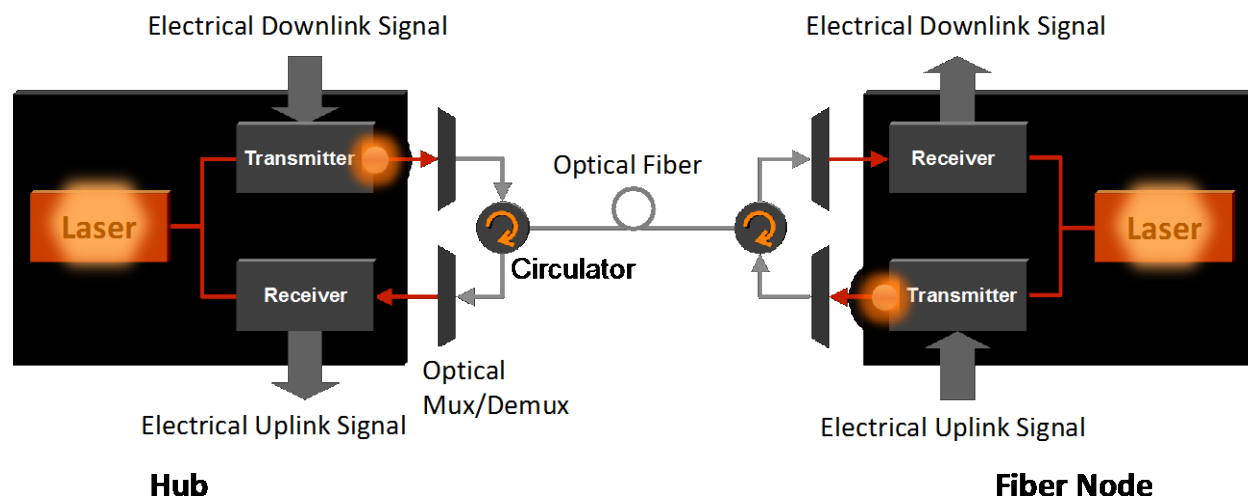 Electrical Downlink Signal
Electrical Downlink Signal
Transmitter
Optical Fiber
Receiver
Laser
Laser
Circulator
Receiver
Transmitter
Optical
Mux/Demux
Electrical Uplink Signal
Electrical Uplink Signal
Hub
Fiber Node